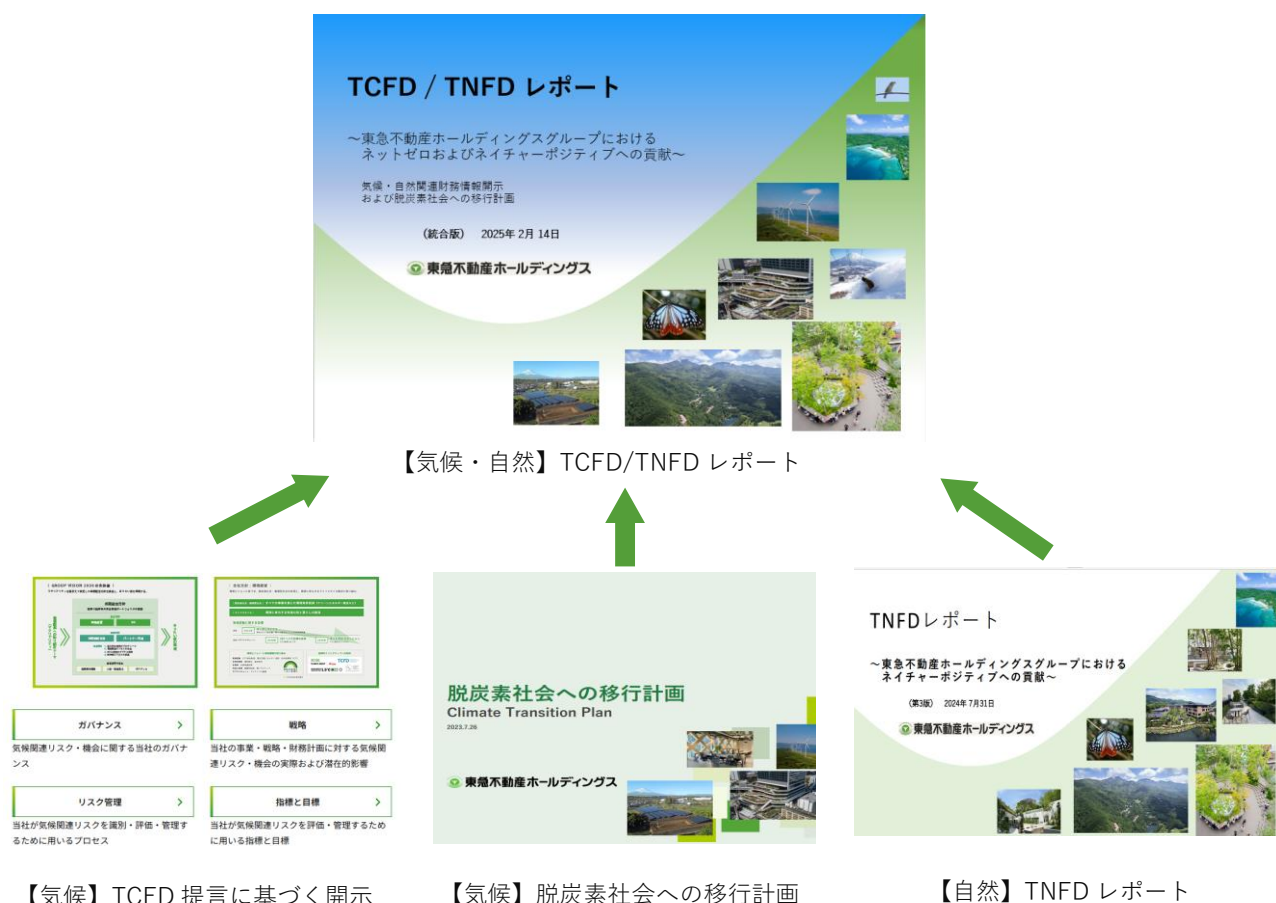 TCFD / TNFD レポート
～東急不動産ホールディングスグループにおける
ネットゼロおよびネイチャーポジティブへの貢献～
気候・自然関連財務情報開示
および脱炭素社会への移行計画
（統合版） 2025年 2月 14日
東急不動産ホールディングス
【気候・自然】TCFD/TNFD レポート
ガバナンス
気候関連リスク・機会に関する当社のガバナ
ンス
戦略
当社の事業・戦略・財務計画に対する気候関
連リスク・機会の実際および潜在的影響
リスク管理
当社が気候関連リスクを識別・評価・管理す
るために用いるプロセス
指標と目標
当社が気候関連リスクを評価・管理するため
に用いる指標と目標
【気候】TCFD 提言に基づく開示
脱炭素社会への移行計画
Climate Transition Plan
2023.7.26
東急不動産ホールディングス
【気候】脱炭素社会への移行計画
TNFDレポート
～東急不動産ホールディングスグループにおける
ネイチャーポジティブへの貢献～
（第3版） 2024年 7月31日
東急不動産ホールディングス
【自然】TNFD レポート